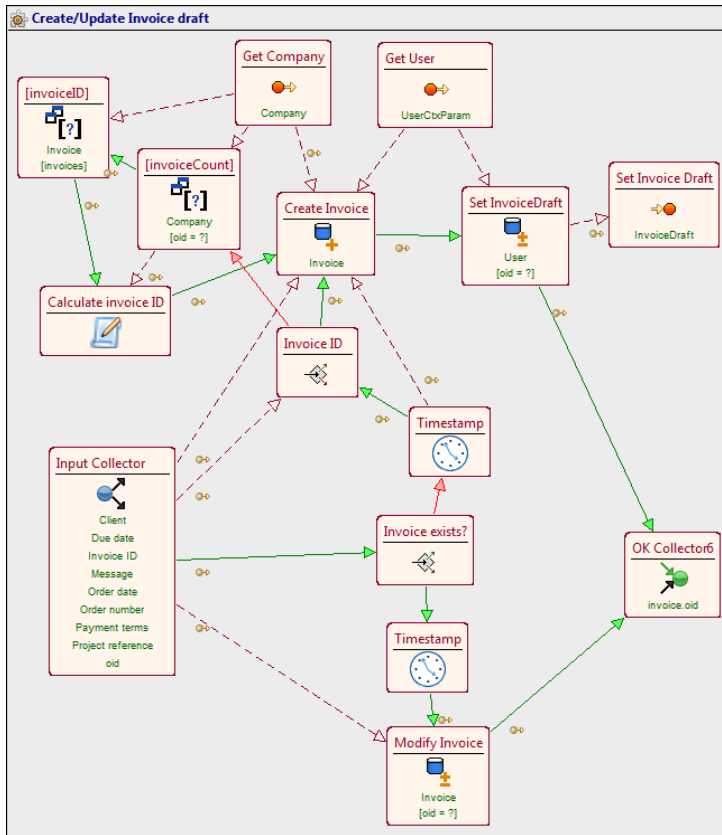 Create/Update Invoice draft
Get Company
Company
Get User
UserCtxParam
[invoiceID]
[?]
Invoice
[invoices]
[invoiceCount]
[?]
Company
[oid = ?]
Create Invoice
Invoice
Set InvoiceDraft
User
[oid = ?]
Set Invoice Draft
InvoiceDraft
Calculate invoice ID
Invoice ID
Timestamp
Input Collector
Client
Due date
Invoice ID
Message
Order date
Order number
Payment terms
Project reference
oid
Invoice exists?
OK Collector6
invoice.oid
Timestamp
Modify Invoice
Invoice
[oid = ?]